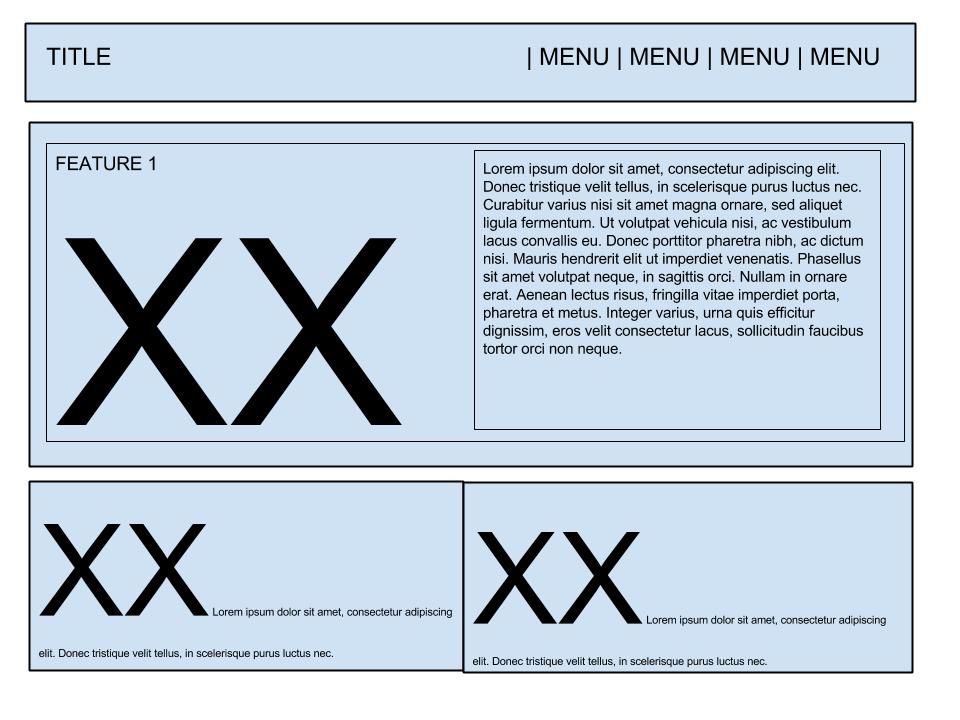 TITLE
| MENU | MENU | MENU | MENU
FEATURE 1
XX
Lorem ipsum dolor sit amet, consectetur adipiscing elit.
Donec tristique velit tellus, in scelerisque purus luctus nec.
Curabitur varius nisi sit amet magna ornare, sed aliquet
ligula fermentum. Ut volutpat vehicula nisi, ac vestibulum
lacus convallis eu. Donec porttitor pharetra nibh, ac dictum
nisi. Mauris hendrerit elit ut imperdiet venenatis. Phasellus
sit amet volutpat neque, in sagittis orci. Nullam in ornare
erat. Aenean lectus risus, fringilla vitae imperdiet porta,
pharetra et metus. Integer varius, urna quis efficitur
dignissim, eros velit consectetur lacus, sollicitudin faucibus
tortor orci non neque.
XX Lorem ipsum dolor sit amet, consectetur adipiscing
elit. Donec tristique velit tellus, in scelerisque purus luctus nec.
XX Lorem ipsum dolor sit amet, consectetur adipiscing
elit. Donec tristique velit tellus, in scelerisque purus luctus nec.